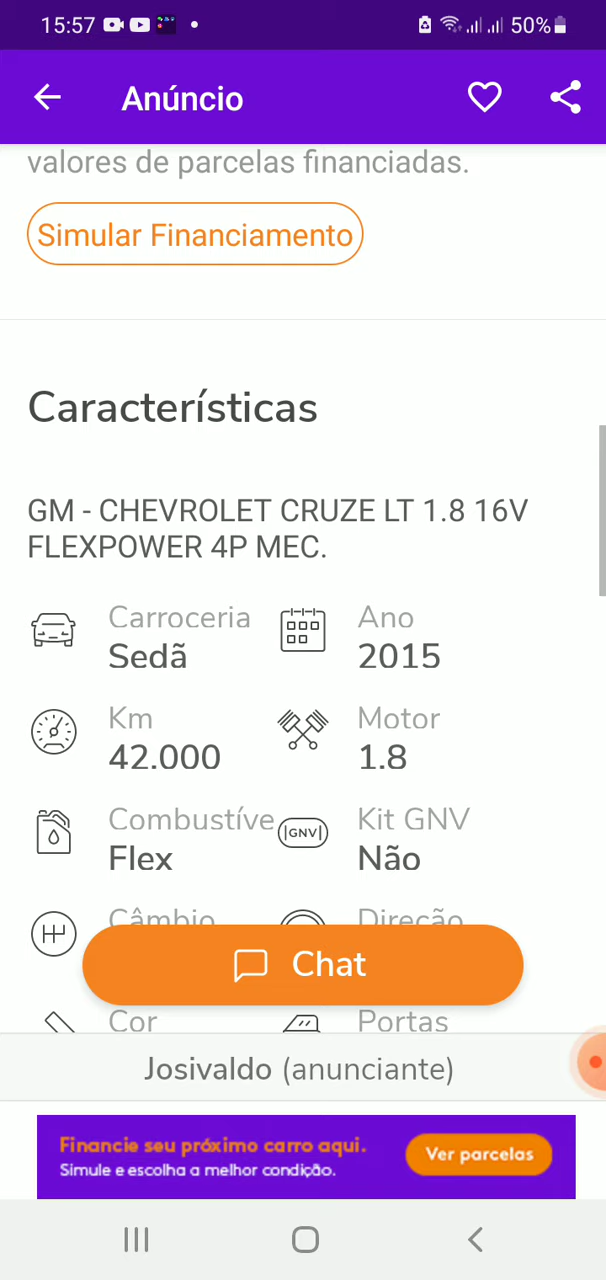 15:57
50%
Anúncio
valores de parcelas financiadas.
Simular Financiamento
Características
GM - CHEVROLET CRUZE LT 1.8 16V
FLEXPOWER 4P MEC.
Carroceria
Sedã
Ano
2015
Km
42.000
Motor
1.8
Combustíve
Flex
GNV
Kit GNV
Não
Câmbio
Direção
Chat
Cor
Portas
Josivaldo (anunciante)
Financie seu próximo carro aqui.
Simule e escolha a melhor condição.
Ver parcelas